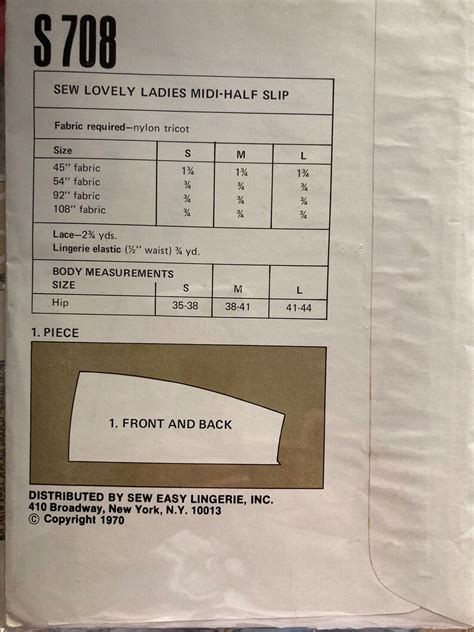 S 708
SEW LOVELY LADIES MIDI-HALF SLIP
Fabric required—nylon tricot
Size S M L
45" fabric 1¾ 1¾ 1¾
54" fabric ¾ ¾ ¾
92" fabric ¾ ¾ ¾
108" fabric ¾ ¾ ¾
Lace—2¾ yds.
Lingerie elastic (½" waist) ¾ yd.
BODY MEASUREMENTS
SIZE S M L
Hip 35-38 38-41 41-44
1. PIECE
1. FRONT AND BACK
DISTRIBUTED BY SEW EASY LINGERIE, INC.
410 Broadway, New York, N.Y. 10013
© Copyright 1970